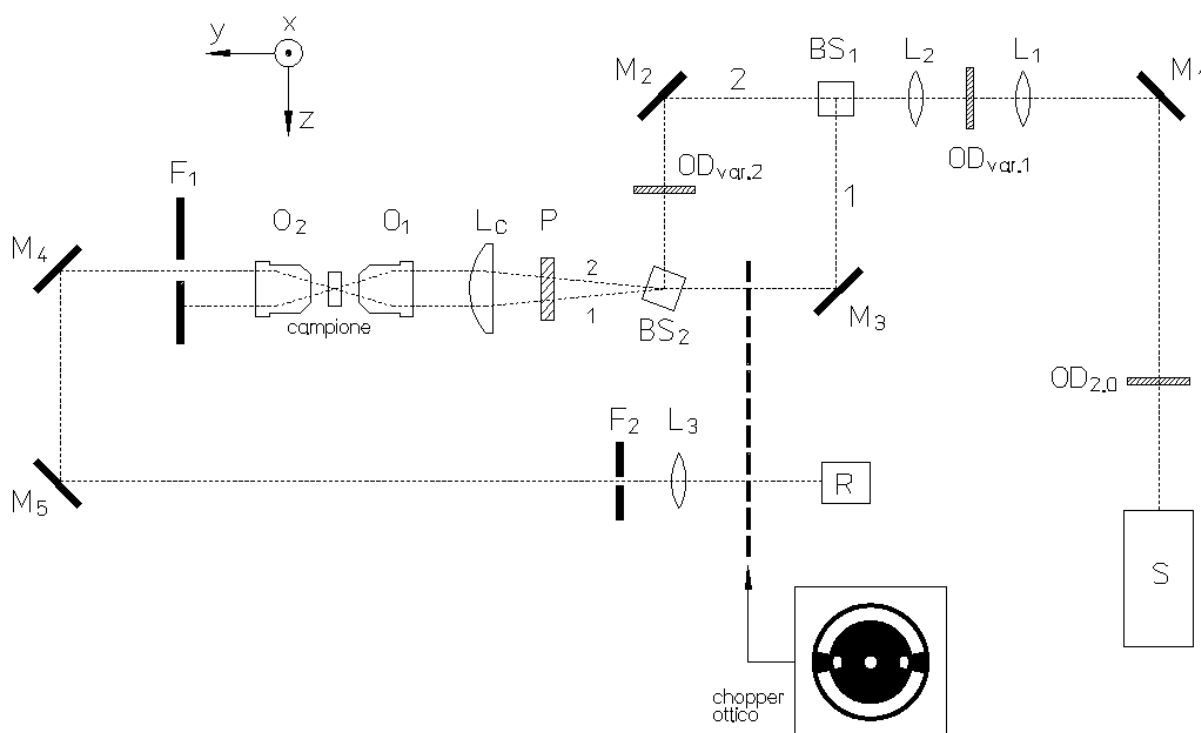 x
y
z
M₂
2
BS₁
L₂
L₁
M₁
ODvar.2
ODvar.1
1
F₁
O₂
O₁
LC
P
2
1
M₄
campione
BS₂
M₃
OD2.0
F₂
L₃
M₅
R
S
chopper
ottico